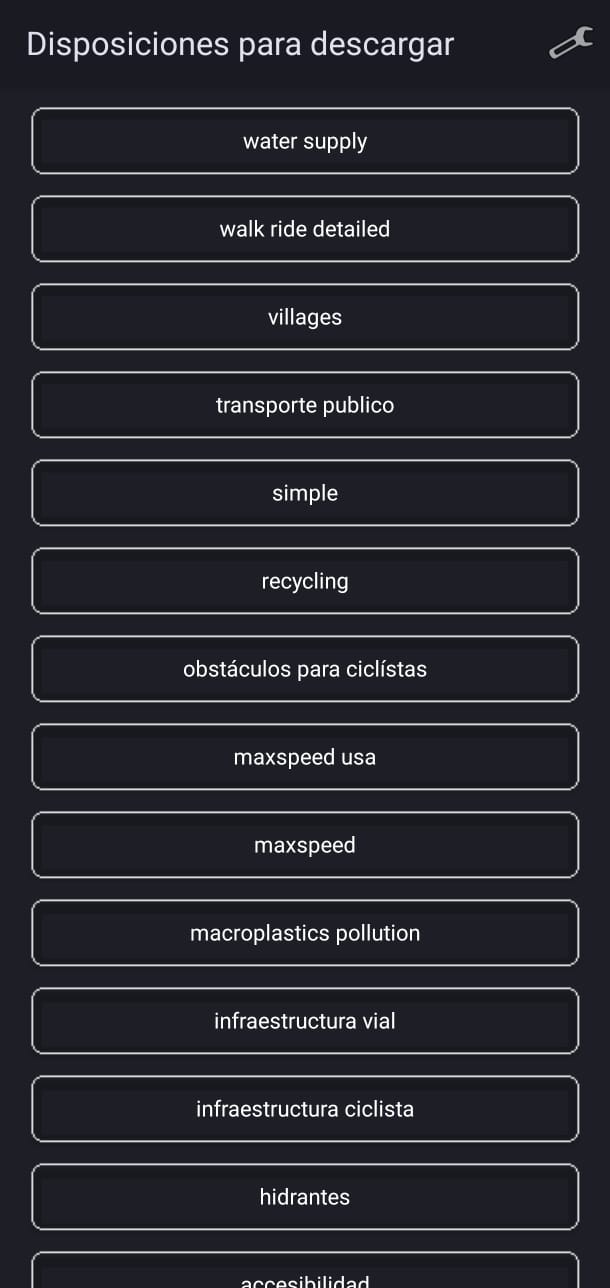 Disposiciones para descargar
water supply
walk ride detailed
villages
transporte publico
simple
recycling
obstáculos para ciclístas
maxspeed usa
maxspeed
macroplastics pollution
infraestructura vial
infraestructura ciclista
hidrantes
accesibilidad